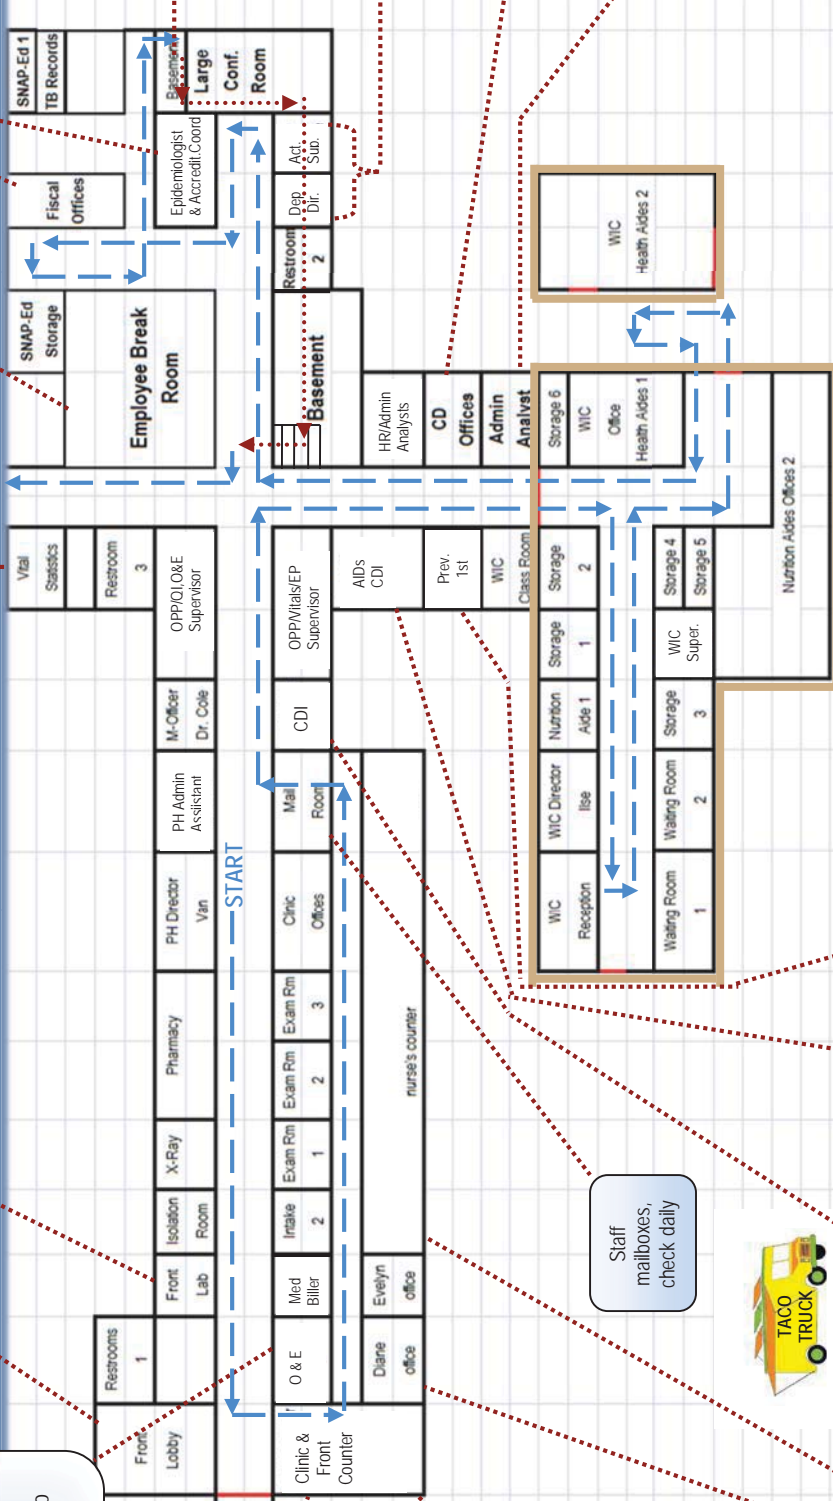 SNAP-Ed 1
TB Records
Fiscal
Offices
SNAP-Ed
Storage
Vital
Statistics
Basement
Large
Conf.
Room
Epidemiologist
& Accredit.Coord
Employee Break
Room
Restroom
3
OPP/QI,O&E
Supervisor
M-Officer
Dr. Cole
PH Admin
Assiistant
PH Director
Van
Pharmacy
X-Ray
Isolation
Room
Front
Lab
Restrooms
1
Front
Lobby
START
Act.
Sup.
Dep
Dir.
Restroom
2
Basement
OPP/Vitals/EP
Supervisor
CDI
Mail
Room
Clinic
Offices
Exam Rm
3
Exam Rm
2
Exam Rm
1
Intake
2
Med
Biller
O & E
Clinic &
Front
Counter
HR/Admin
Analysts
CD
Offices
Admin
Analyst
AIDs
CDI
Prev.
1st
WIC
Class Room
nurse's counter
Evelyn
office
Diane
office
WIC
Health Aides 2
Storage 6
WIC
Office
Health Aides 1
Storage
2
Storage
1
Nutrition
Aide 1
WIC Director
Ilse
WIC
Reception
Storage 4
Storage 5
WIC
Super.
Storage
3
Waiting Room
2
Waiting Room
1
Nutrition Aides Offices 2
Staff
mailboxes,
check daily
TACO
TRUCK